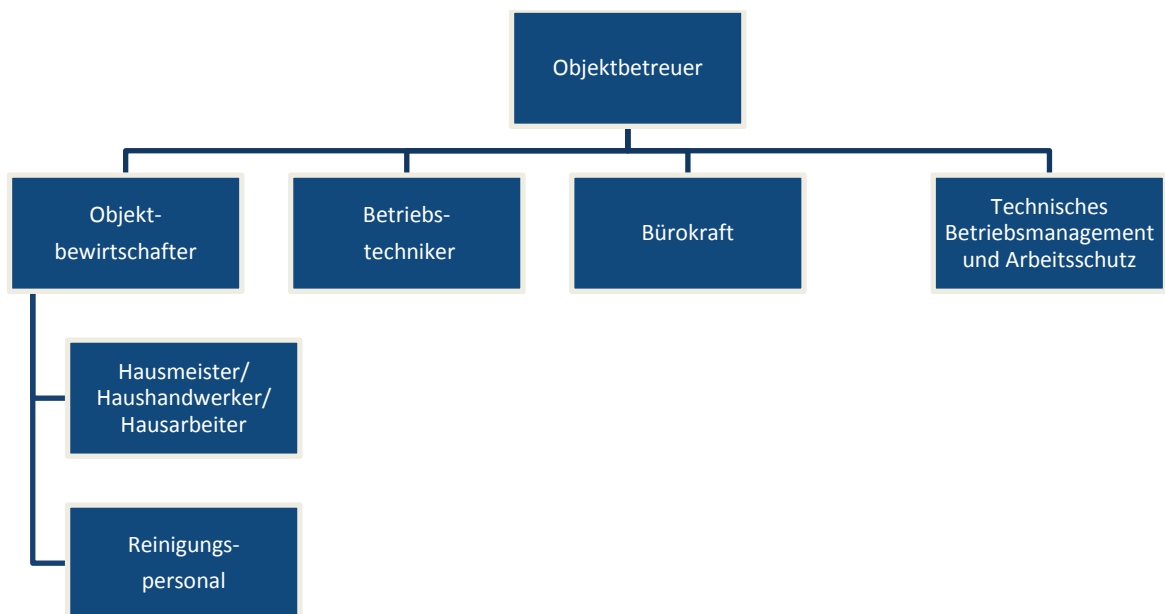 Objektbetreuer
Objekt-
bewirtschafter
Betriebs-
techniker
Bürokraft
Technisches
Betriebsmanagement
und Arbeitsschutz
Hausmeister/
Haushandwerker/
Hausarbeiter
Reinigungs-
personal